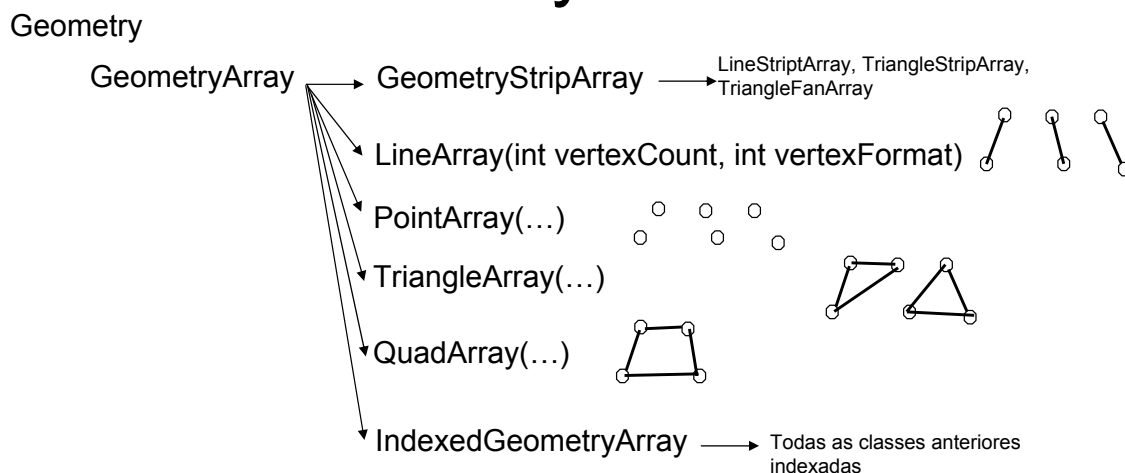 Geometry
GeometryArray
GeometryStripArray
LineStriptArray, TriangleStripArray,
TriangleFanArray
LineArray(int vertexCount, int vertexFormat)
PointArray(…)
TriangleArray(…)
QuadArray(…)
IndexedGeometryArray
Todas as classes anteriores
indexadas